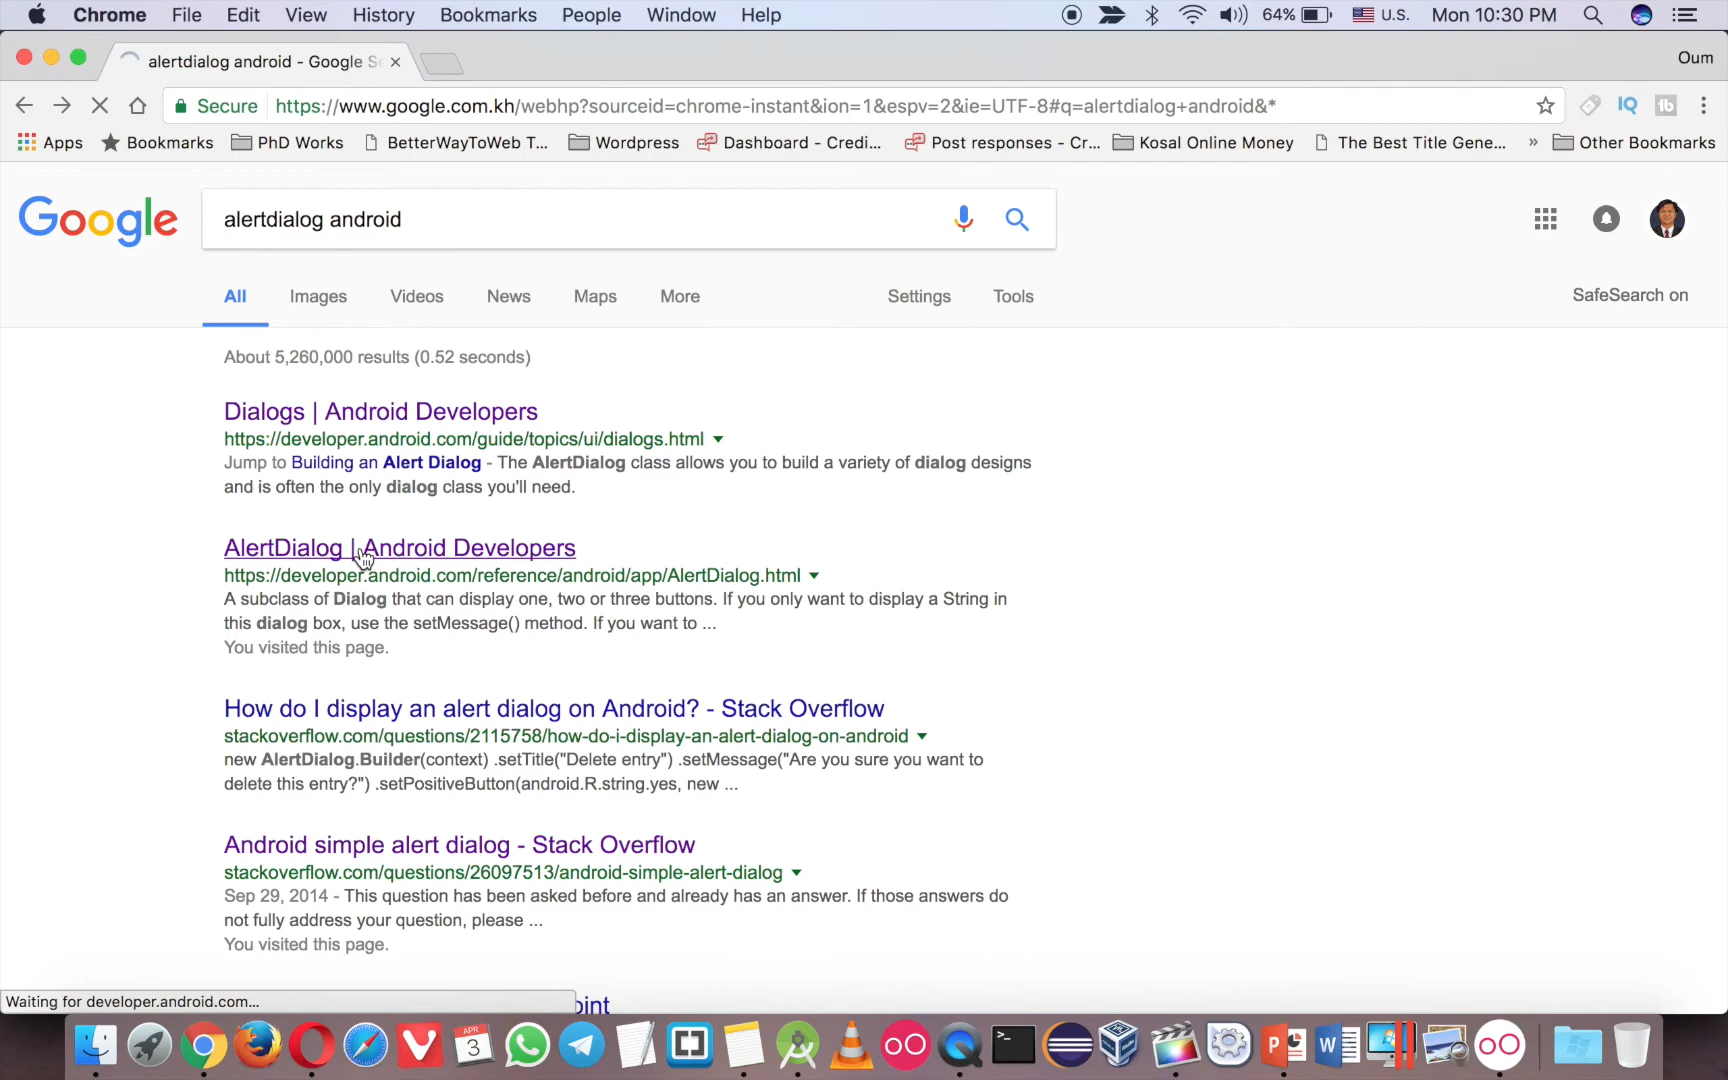 Chrome File Edit View History Bookmarks People Window Help 64% U.S. Mon 10:30 PM
alertdialog android - Google Se Oum
Secure https://www.google.com.kh/webhp?sourceid=chrome-instant&ion=1&espv=2&ie=UTF-8#q=alertdialog+android&* IQ tb
Apps Bookmarks PhD Works BetterWayToWeb T... Wordpress Dashboard - Credi... Post responses - Cr... Kosal Online Money The Best Title Gene... » Other Bookmarks
Google alertdialog android
All Images Videos News Maps More Settings Tools SafeSearch on
About 5,260,000 results (0.52 seconds)
Dialogs | Android Developers
https://developer.android.com/guide/topics/ui/dialogs.html
Jump to Building an Alert Dialog - The AlertDialog class allows you to build a variety of dialog designs
and is often the only dialog class you'll need.
AlertDialog | Android Developers
https://developer.android.com/reference/android/app/AlertDialog.html
A subclass of Dialog that can display one, two or three buttons. If you only want to display a String in
this dialog box, use the setMessage() method. If you want to ...
You visited this page.
How do I display an alert dialog on Android? - Stack Overflow
stackoverflow.com/questions/2115758/how-do-i-display-an-alert-dialog-on-android
new AlertDialog.Builder(context) .setTitle("Delete entry") .setMessage("Are you sure you want to
delete this entry?") .setPositiveButton(android.R.string.yes, new ...
Android simple alert dialog - Stack Overflow
stackoverflow.com/questions/26097513/android-simple-alert-dialog
Sep 29, 2014 - This question has been asked before and already has an answer. If those answers do
not fully address your question, please ...
You visited this page.
Waiting for developer.android.com... oint
APR
3
P W